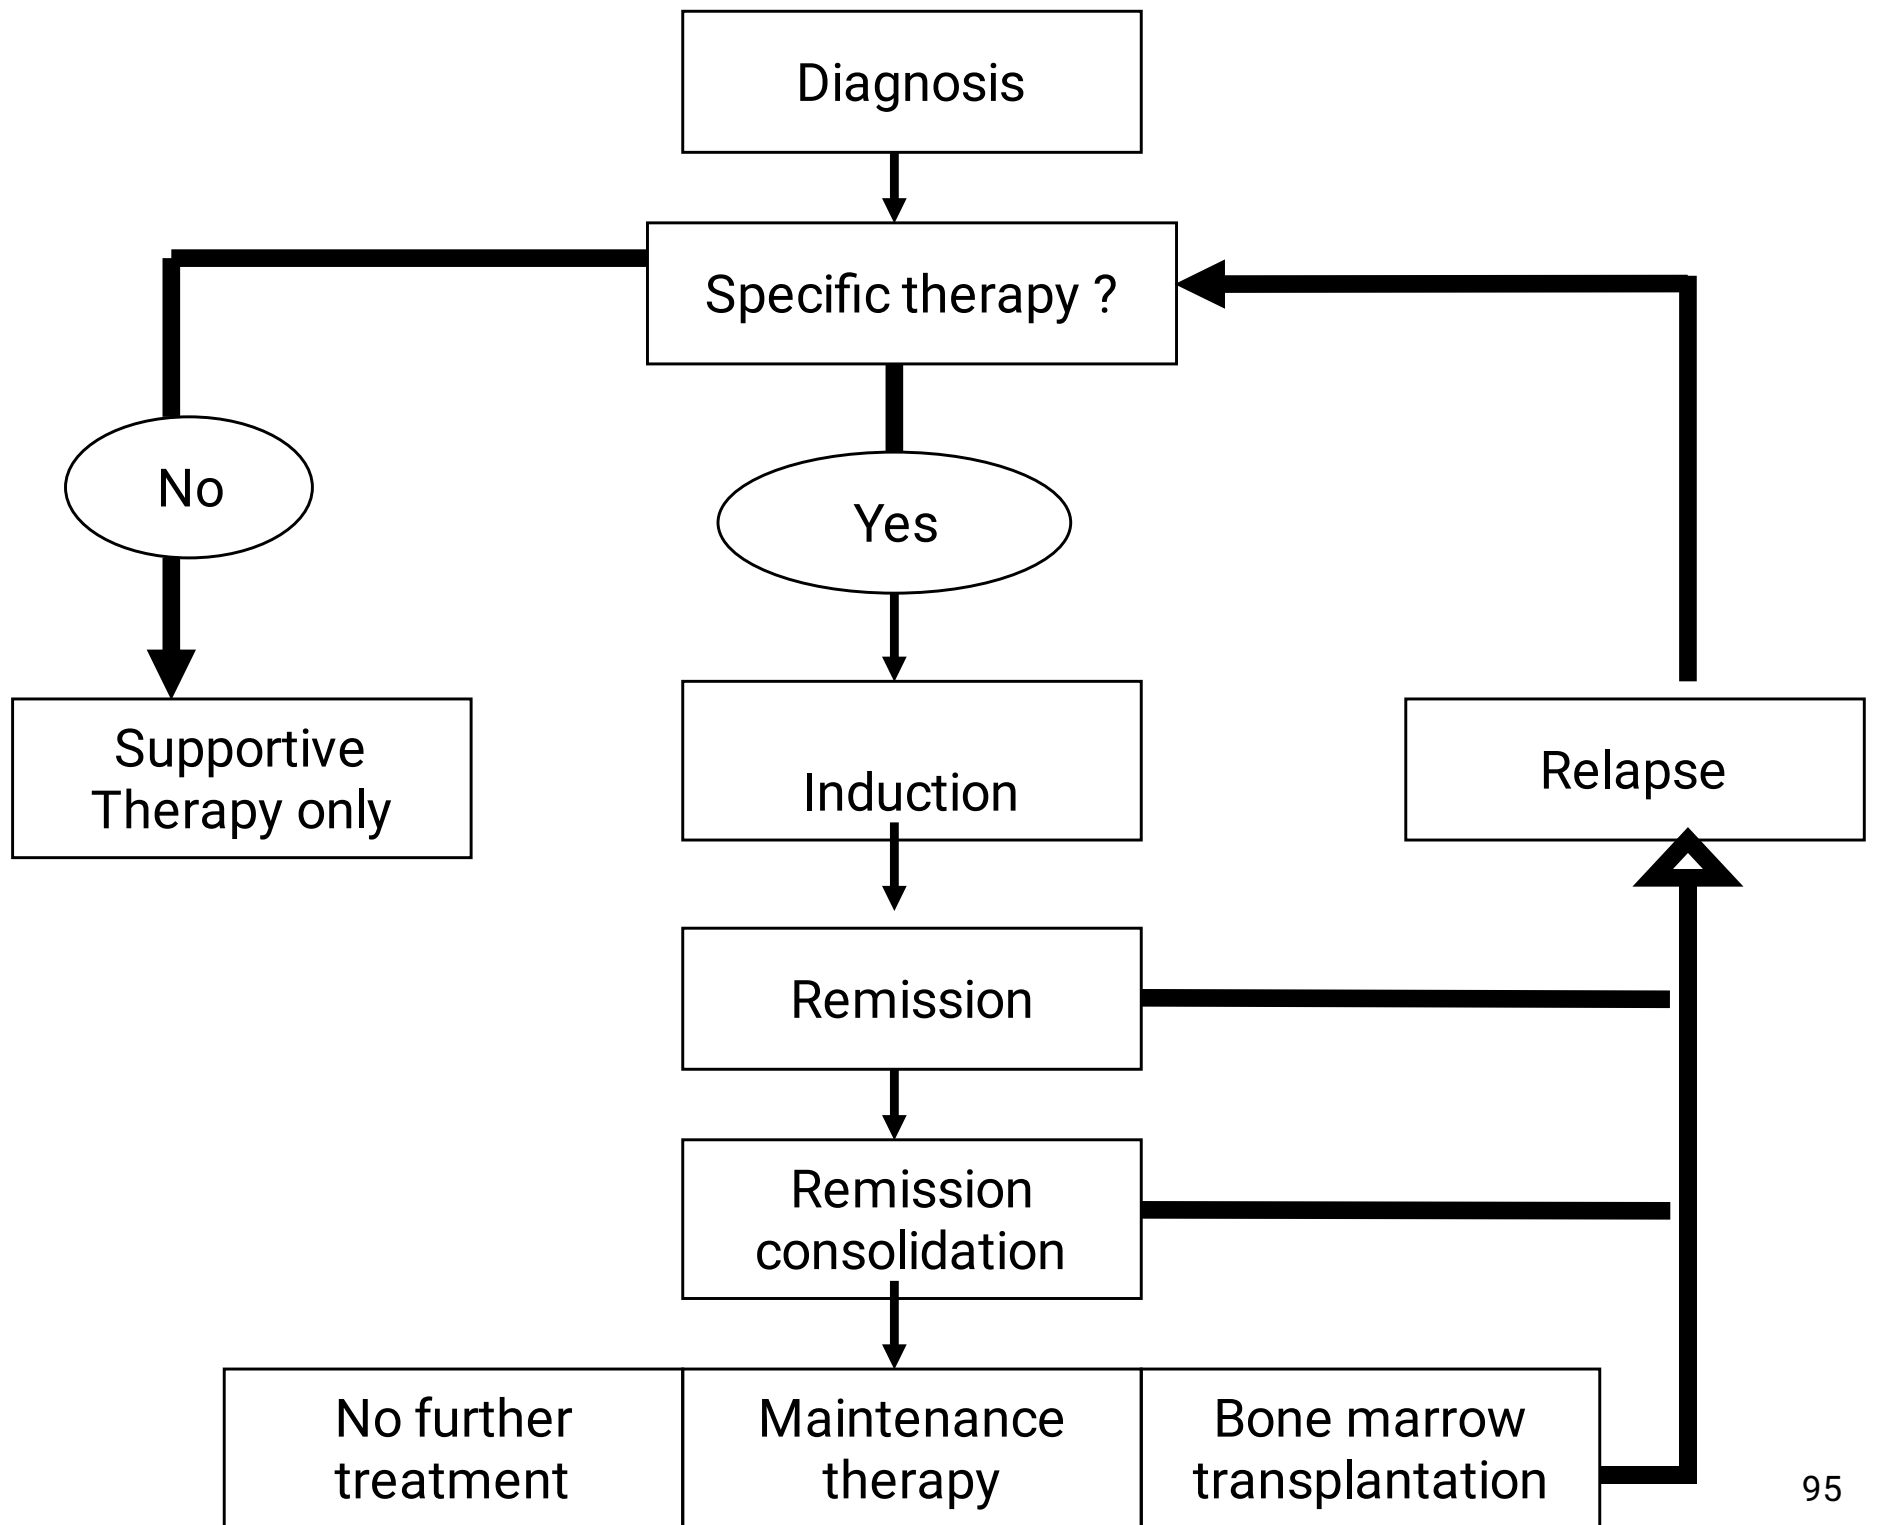 Diagnosis
Specific therapy ?
No
Yes
Supportive
Therapy only
Induction
Relapse
Remission
Remission
consolidation
No further
treatment
Maintenance
therapy
Bone marrow
transplantation
95